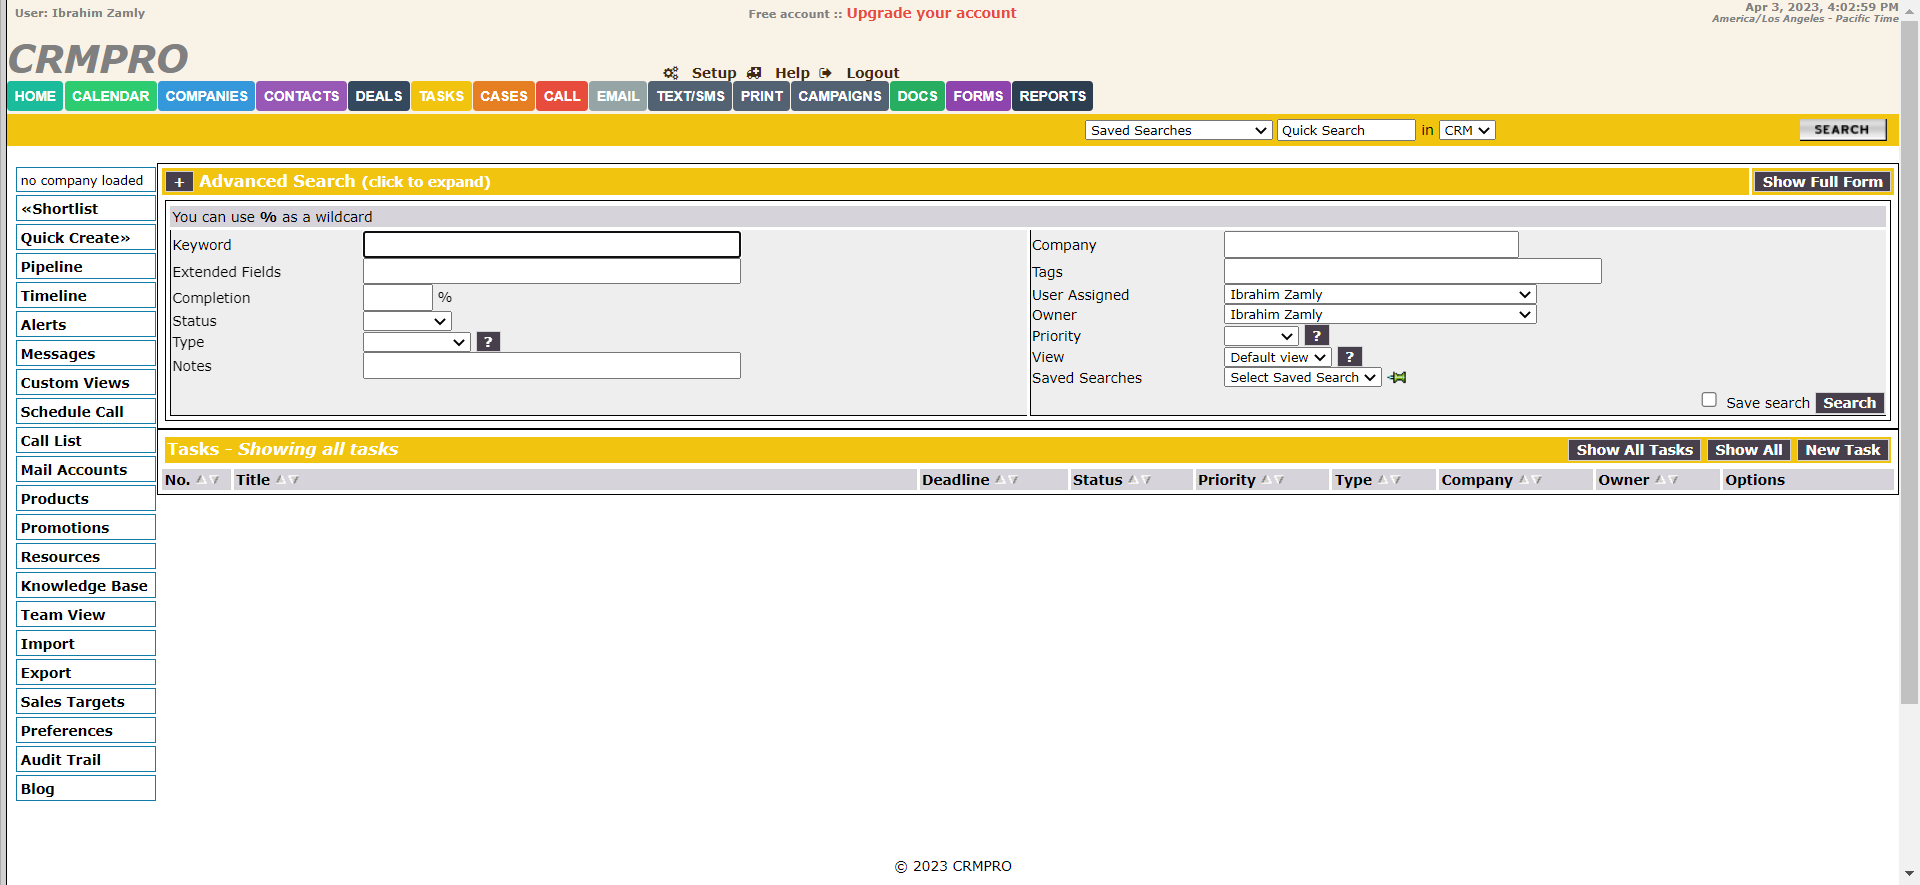 User: Ibrahim Zamly
Free account :: Upgrade your account
Apr 3, 2023, 4:02:59 PM
America/Los Angeles - Pacific Time
CRMPRO
Setup Help Logout
HOME CALENDAR COMPANIES CONTACTS DEALS TASKS CASES CALL EMAIL TEXT/SMS PRINT CAMPAIGNS DOCS FORMS REPORTS
Saved Searches Quick Search in CRM SEARCH
no company loaded
«Shortlist
Quick Create»
Pipeline
Timeline
Alerts
Messages
Custom Views
Schedule Call
Call List
Mail Accounts
Products
Promotions
Resources
Knowledge Base
Team View
Import
Export
Sales Targets
Preferences
Audit Trail
Blog
+ Advanced Search (click to expand) Show Full Form
You can use % as a wildcard
Keyword
Extended Fields
Completion %
Status
Type ?
Notes
Company
Tags
User Assigned Ibrahim Zamly
Owner Ibrahim Zamly
Priority ?
View Default view ?
Saved Searches Select Saved Search
Save search Search
Tasks - Showing all tasks Show All Tasks Show All New Task
No. Title Deadline Status Priority Type Company Owner Options
© 2023 CRMPRO